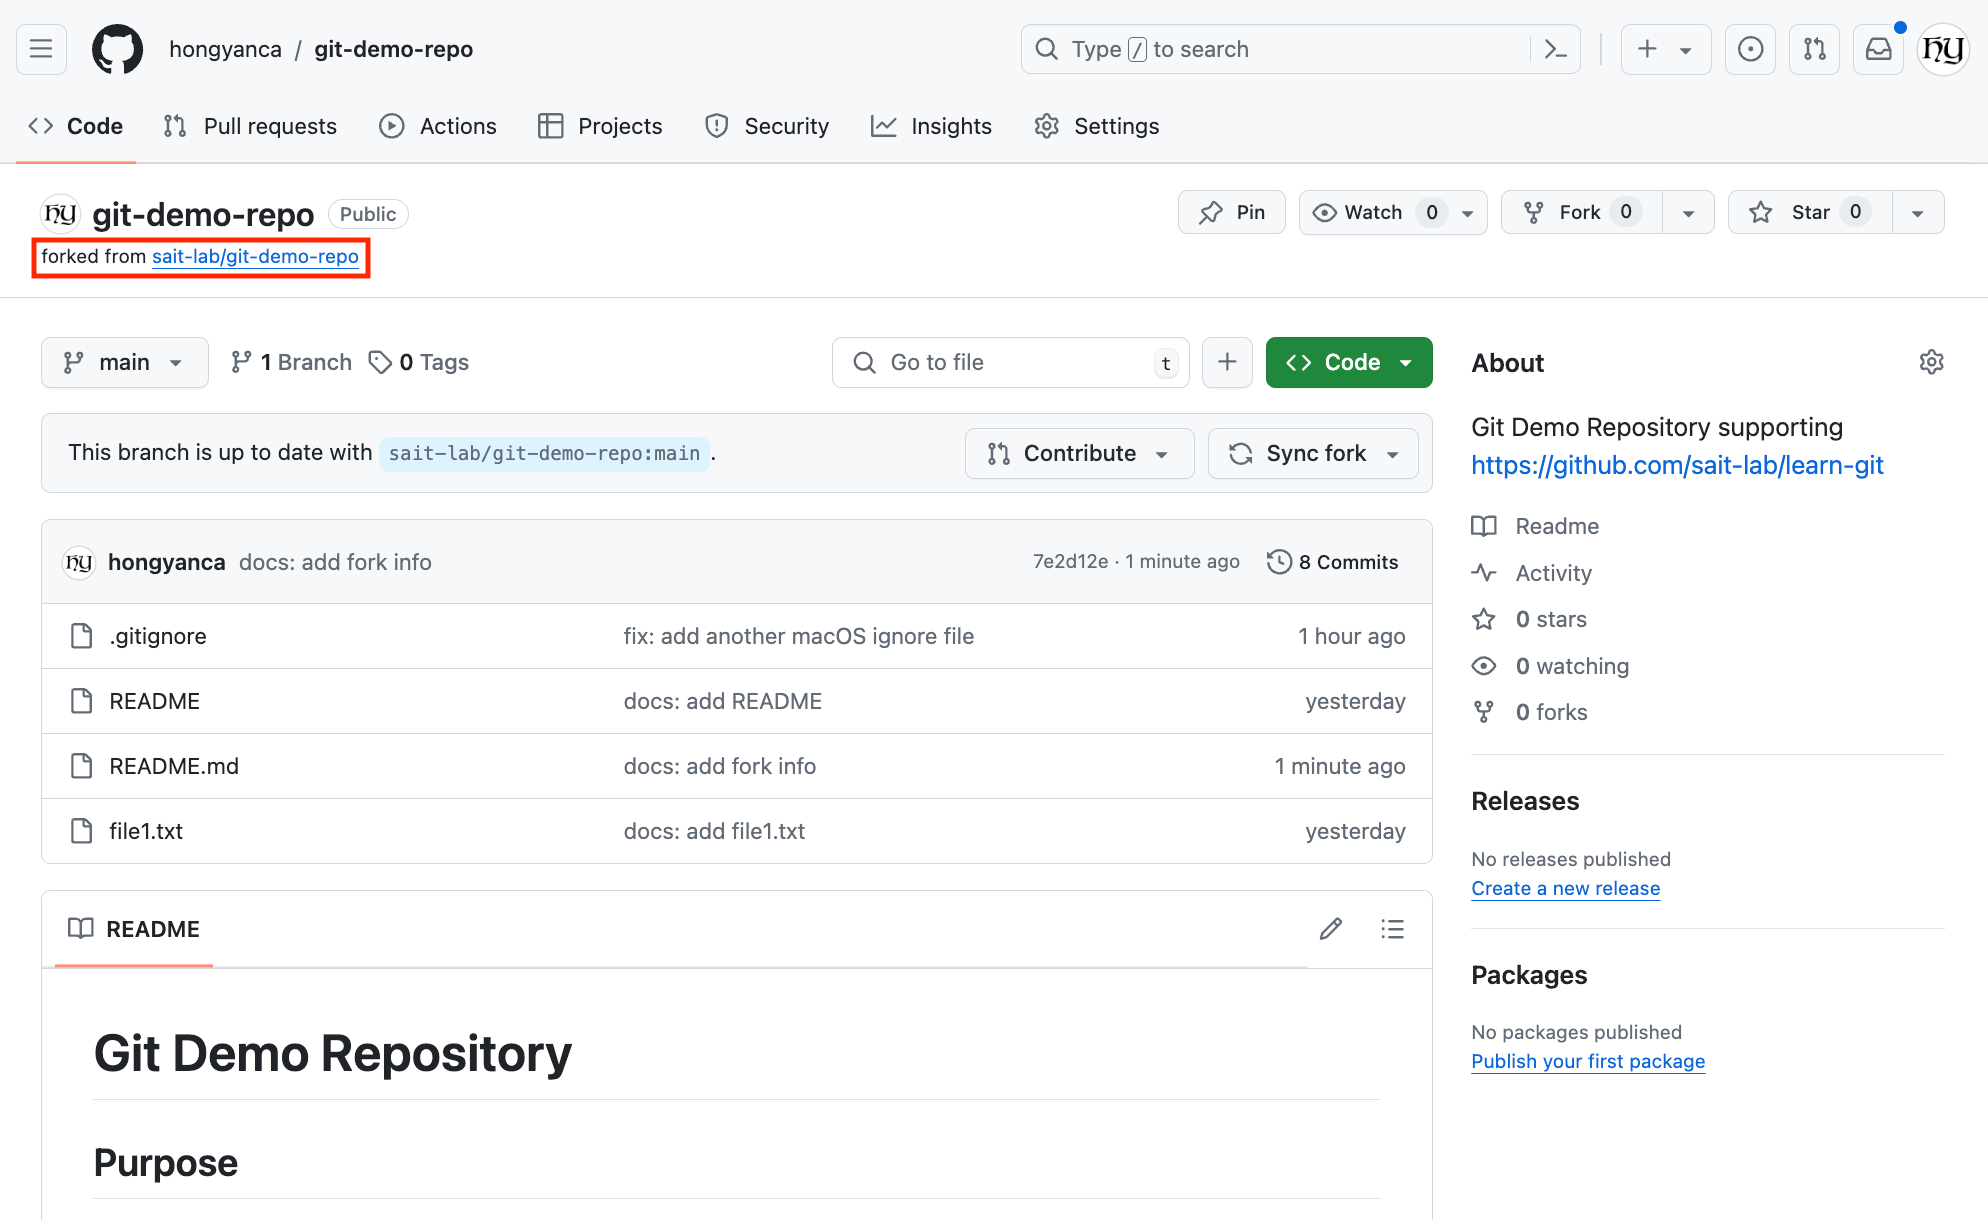 hongyanca / git-demo-repo
Type / to search
Code Pull requests Actions Projects Security Insights Settings
git-demo-repo Public
Pin Watch 0 Fork 0 Star 0
forked from sait-lab/git-demo-repo
main 1 Branch 0 Tags Go to file t Code
This branch is up to date with sait-lab/git-demo-repo:main. Contribute Sync fork
hongyanca docs: add fork info 7e2d12e · 1 minute ago 8 Commits
.gitignore fix: add another macOS ignore file 1 hour ago
README docs: add README yesterday
README.md docs: add fork info 1 minute ago
file1.txt docs: add file1.txt yesterday
README
Git Demo Repository
Purpose
About
Git Demo Repository supporting
https://github.com/sait-lab/learn-git
Readme
Activity
0 stars
0 watching
0 forks
Releases
No releases published
Create a new release
Packages
No packages published
Publish your first package